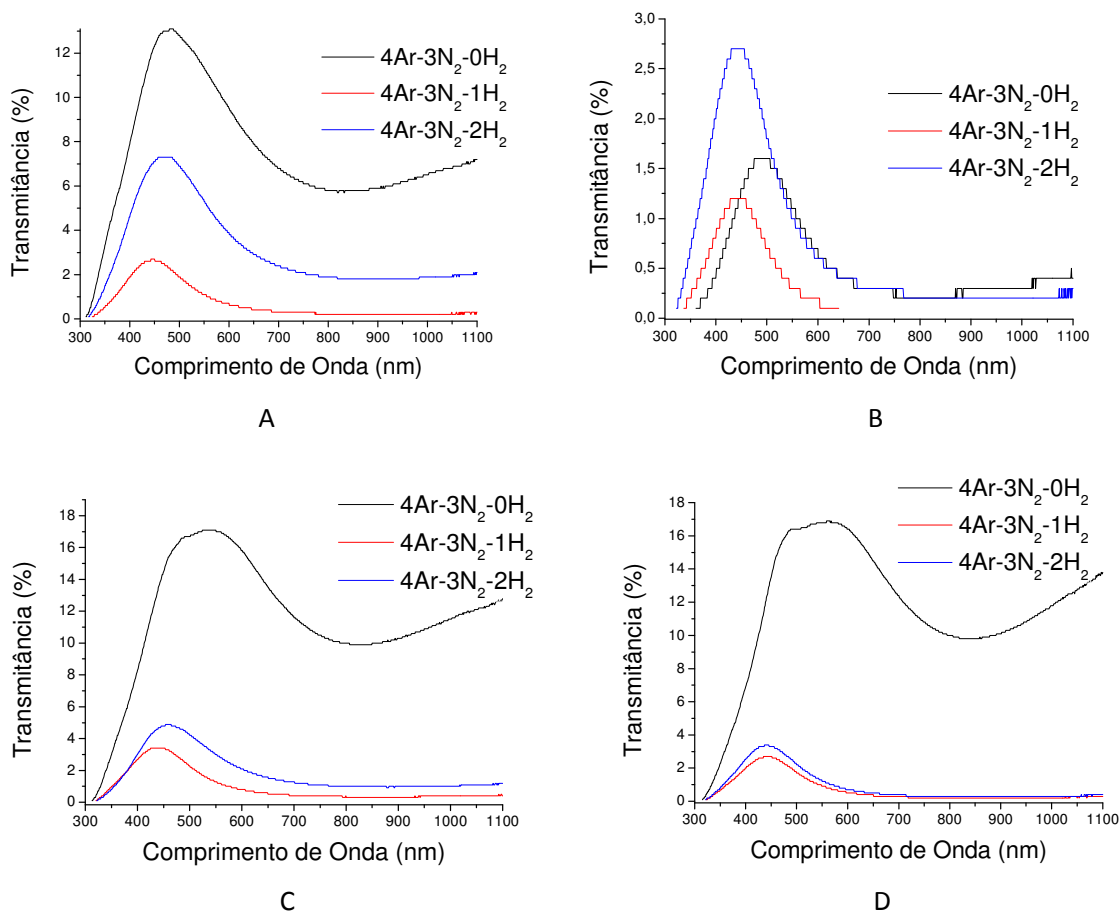 12
10
8
6
4
2
0
300 400 500 600 700 800 900 1000 1100
Transmitância (%)
Comprimento de Onda (nm)
4Ar-3N₂-0H₂
4Ar-3N₂-1H₂
4Ar-3N₂-2H₂
A
3,0
2,5
2,0
1,5
1,0
0,5
0,0
300 400 500 600 700 800 900 1000 1100
Transmitância (%)
Comprimento de Onda (nm)
4Ar-3N₂-0H₂
4Ar-3N₂-1H₂
4Ar-3N₂-2H₂
B
18
16
14
12
10
8
6
4
2
0
300 400 500 600 700 800 900 1000 1100
Transmitância (%)
Comprimento de Onda (nm)
4Ar-3N₂-0H₂
4Ar-3N₂-1H₂
4Ar-3N₂-2H₂
C
18
16
14
12
10
8
6
4
2
0
300 400 500 600 700 800 900 1000 1100
Transmitância (%)
Comprimento de Onda (nm)
4Ar-3N₂-0H₂
4Ar-3N₂-1H₂
4Ar-3N₂-2H₂
D